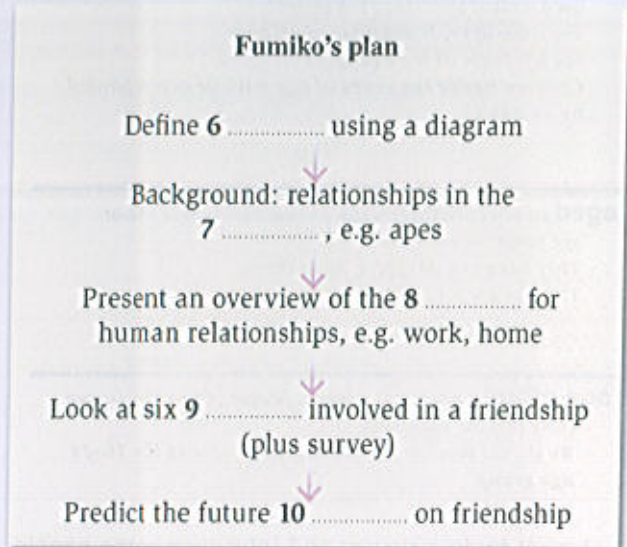 Fumiko's plan
Define 6 .................... using a diagram
Background: relationships in the
7 .................... , e.g. apes
Present an overview of the 8 .................... for
human relationships, e.g. work, home
Look at six 9 .................... involved in a friendship
(plus survey)
Predict the future 10 .................... on friendship